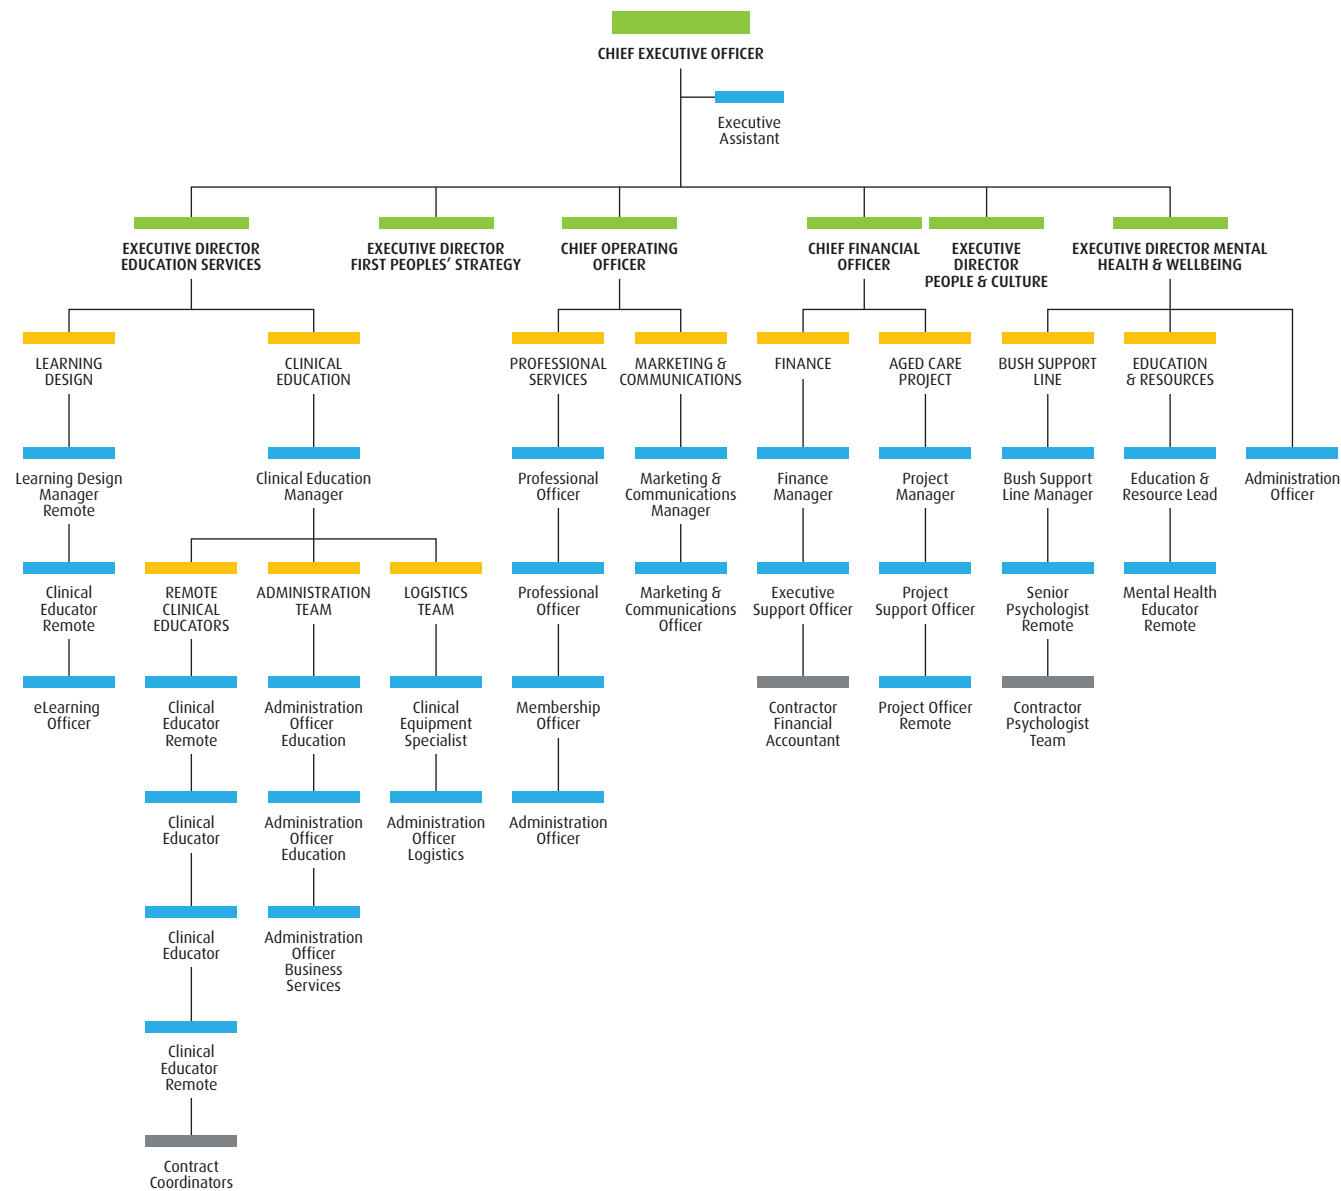 CHIEF EXECUTIVE OFFICER
Executive
Assistant
EXECUTIVE DIRECTOR
EDUCATION SERVICES
EXECUTIVE DIRECTOR
FIRST PEOPLES’ STRATEGY
CHIEF OPERATING
OFFICER
CHIEF FINANCIAL
OFFICER
EXECUTIVE
DIRECTOR
PEOPLE & CULTURE
EXECUTIVE DIRECTOR MENTAL
HEALTH & WELLBEING
LEARNING
DESIGN
CLINICAL
EDUCATION
PROFESSIONAL
SERVICES
MARKETING &
COMMUNICATIONS
FINANCE
AGED CARE
PROJECT
BUSH SUPPORT
LINE
EDUCATION
& RESOURCES
Learning Design
Manager
Remote
Clinical Education
Manager
Professional
Officer
Marketing &
Communications
Manager
Finance
Manager
Project
Manager
Bush Support
Line Manager
Education &
Resource Lead
Administration
Officer
Clinical
Educator
Remote
REMOTE
CLINICAL
EDUCATORS
ADMINISTRATION
TEAM
LOGISTICS
TEAM
Professional
Officer
Marketing &
Communications
Officer
Executive
Support Officer
Project
Support Officer
Senior
Psychologist
Remote
Mental Health
Educator
Remote
eLearning
Officer
Clinical
Educator
Remote
Administration
Officer
Education
Clinical
Equipment
Specialist
Membership
Officer
Contractor
Financial
Accountant
Project Officer
Remote
Contractor
Psychologist
Team
Clinical
Educator
Administration
Officer
Education
Administration
Officer
Logistics
Administration
Officer
Clinical
Educator
Administration
Officer
Business
Services
Clinical
Educator
Remote
Contract
Coordinators